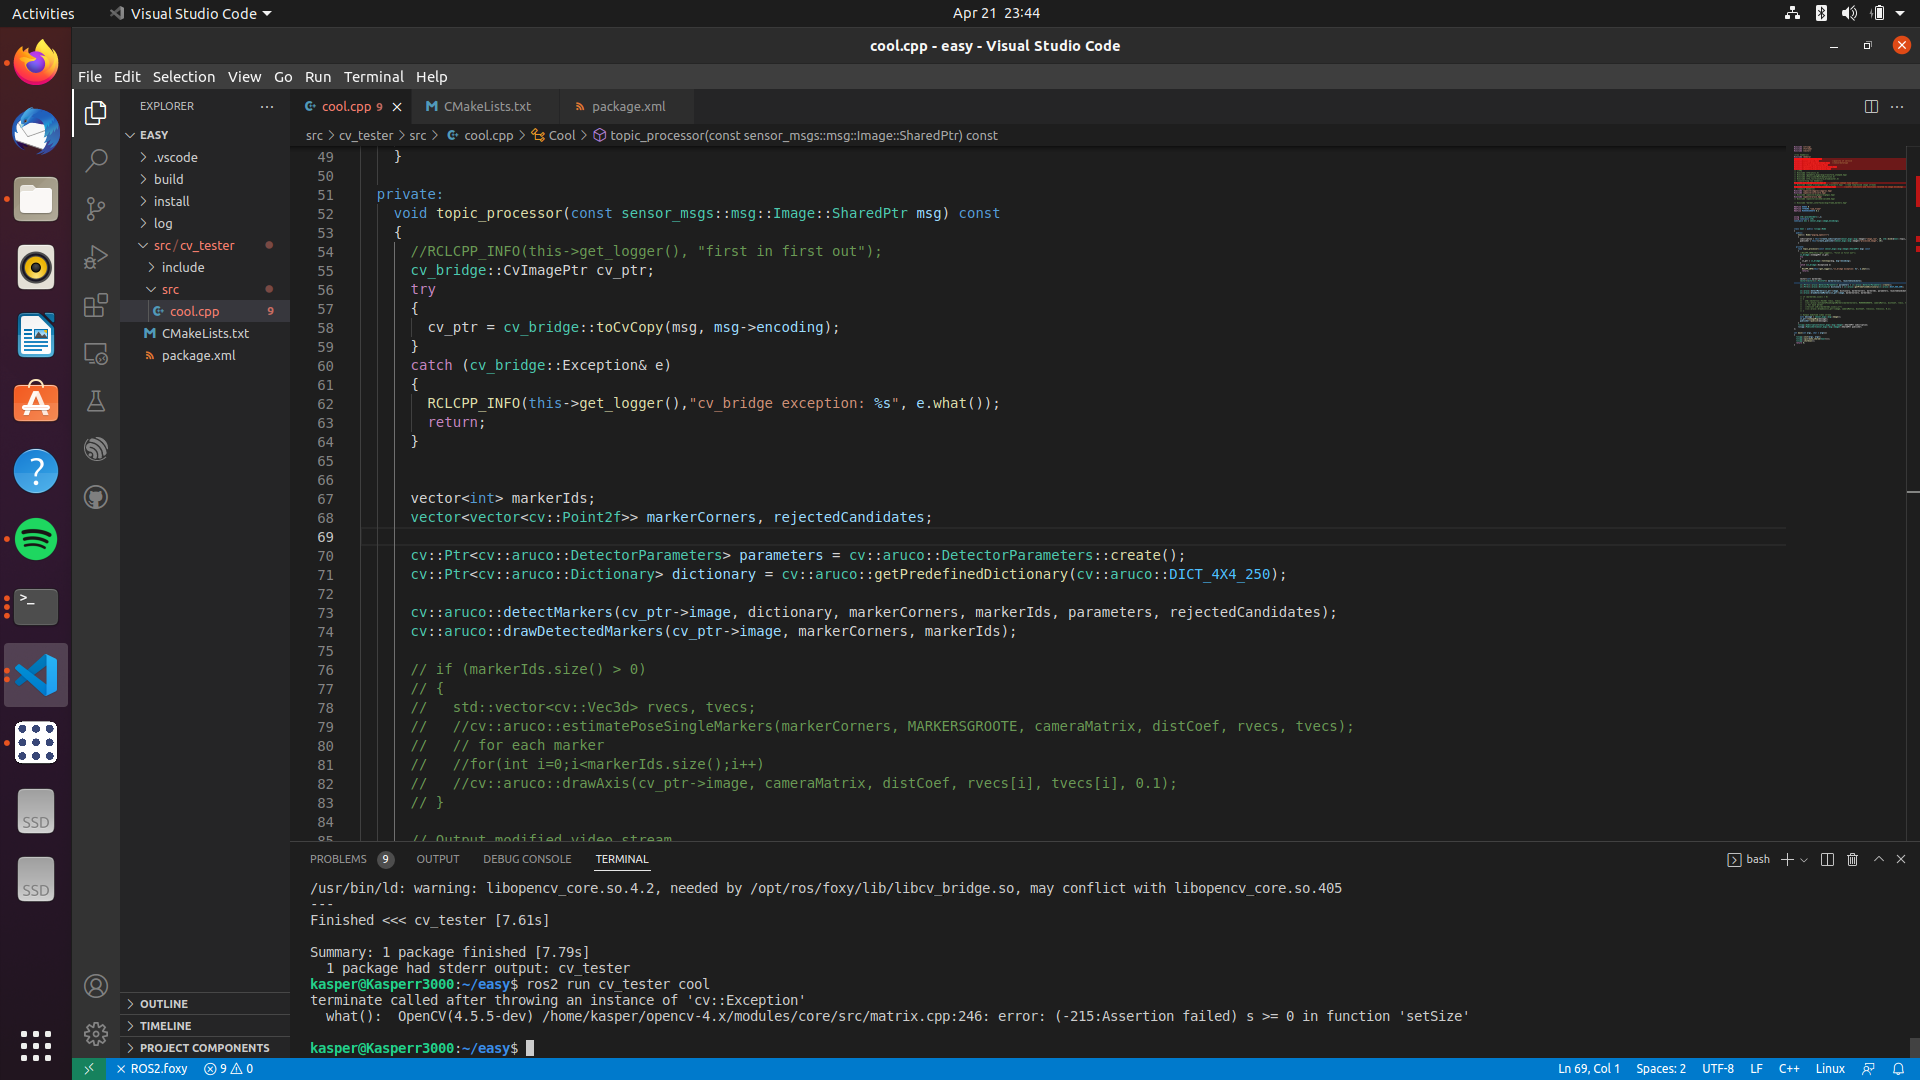 Activities
Visual Studio Code
Apr 21 23:44
cool.cpp - easy - Visual Studio Code
File Edit Selection View Go Run Terminal Help
EXPLORER
cool.cpp 9
CMakeLists.txt
package.xml
src > cv_tester > src > cool.cpp > Cool > topic_processor(const sensor_msgs::msg::Image::SharedPtr) const
EASY
.vscode
build
install
log
src/cv_tester
include
src
cool.cpp 9
CMakeLists.txt
package.xml
OUTLINE
TIMELINE
PROJECT COMPONENTS
SSD
SSD
49 }
50
51 private:
52 void topic_processor(const sensor_msgs::msg::Image::SharedPtr msg) const
53 {
54 //RCLCPP_INFO(this->get_logger(), "first in first out");
55 cv_bridge::CvImagePtr cv_ptr;
56 try
57 {
58 cv_ptr = cv_bridge::toCvCopy(msg, msg->encoding);
59 }
60 catch (cv_bridge::Exception& e)
61 {
62 RCLCPP_INFO(this->get_logger(),"cv_bridge exception: %s", e.what());
63 return;
64 }
65
66
67 vector<int> markerIds;
68 vector<vector<cv::Point2f>> markerCorners, rejectedCandidates;
69
70 cv::Ptr<cv::aruco::DetectorParameters> parameters = cv::aruco::DetectorParameters::create();
71 cv::Ptr<cv::aruco::Dictionary> dictionary = cv::aruco::getPredefinedDictionary(cv::aruco::DICT_4X4_250);
72
73 cv::aruco::detectMarkers(cv_ptr->image, dictionary, markerCorners, markerIds, parameters, rejectedCandidates);
74 cv::aruco::drawDetectedMarkers(cv_ptr->image, markerCorners, markerIds);
75
76 // if (markerIds.size() > 0)
77 // {
78 // std::vector<cv::Vec3d> rvecs, tvecs;
79 // //cv::aruco::estimatePoseSingleMarkers(markerCorners, MARKERSGROOTE, cameraMatrix, distCoef, rvecs, tvecs);
80 // // for each marker
81 // //for(int i=0;i<markerIds.size();i++)
82 // //cv::aruco::drawAxis(cv_ptr->image, cameraMatrix, distCoef, rvecs[i], tvecs[i], 0.1);
83 // }
84
85 // Output modified video stream
PROBLEMS 9 OUTPUT DEBUG CONSOLE TERMINAL
bash
/usr/bin/ld: warning: libopencv_core.so.4.2, needed by /opt/ros/foxy/lib/libcv_bridge.so, may conflict with libopencv_core.so.405
---
Finished <<< cv_tester [7.61s]
Summary: 1 package finished [7.79s]
1 package had stderr output: cv_tester
kasper@Kasperr3000:~/easy$ ros2 run cv_tester cool
terminate called after throwing an instance of 'cv::Exception'
what(): OpenCV(4.5.5-dev) /home/kasper/opencv-4.x/modules/core/src/matrix.cpp:246: error: (-215:Assertion failed) s >= 0 in function 'setSize'
kasper@Kasperr3000:~/easy$
ROS2.foxy 9 0
Ln 69, Col 1 Spaces: 2 UTF-8 LF C++ Linux